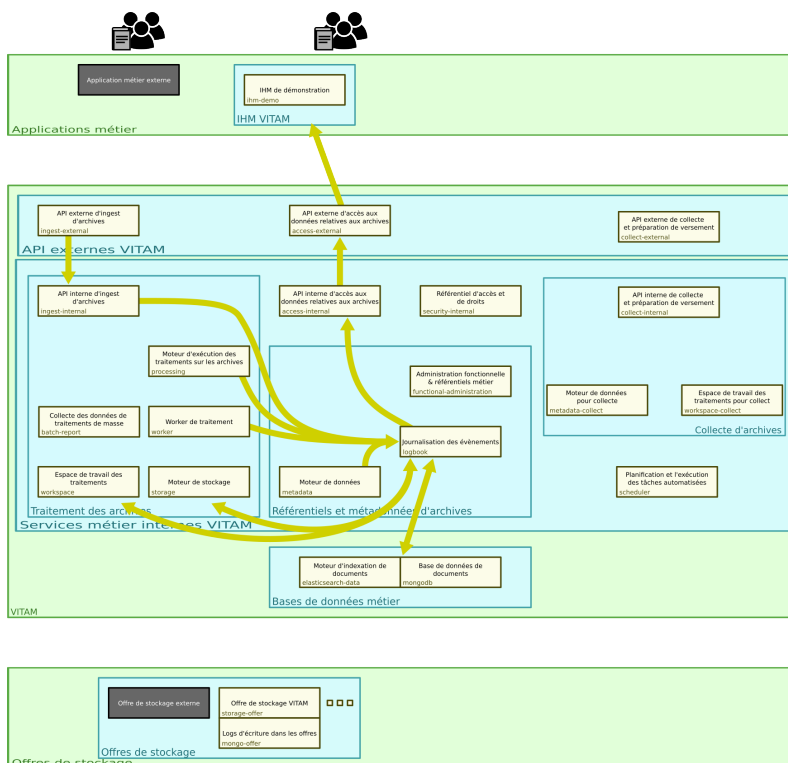 Application métier externe
IHM de démonstration
ihm-demo
IHM VITAM
Applications métier
API externe d'ingest
d'archives
ingest-external
API externe d'accès aux
données relatives aux archives
access-external
API externe de collecte
et préparation de versement
collect-external
API externes VITAM
API interne d'ingest
d'archives
ingest-internal
API interne d'accès aux
données relatives aux archives
access-internal
Référentiel d'accès et
de droits
security-internal
API interne de collecte
et préparation de versement
collect-internal
Moteur d'exécution des
traitements sur les archives
processing
Administration fonctionnelle
& référentiels métier
functional-administration
Moteur de données
pour collecte
metadata-collect
Espace de travail des
traitements pour collect
workspace-collect
Collecte d'archives
Collecte des données de
traitements de masse
batch-report
Worker de traitement
worker
Journalisation des évènements
logbook
Espace de travail des
traitements
workspace
Moteur de stockage
storage
Moteur de données
metadata
Planification et l'exécution
des tâches automatisées
scheduler
Traitement des archives
Référentiels et métadonnées d'archives
Services métier internes VITAM
Moteur d'indexation de
documents
elasticsearch-data
Base de données de
documents
mongodb
Bases de données métier
VITAM
Offre de stockage externe
Offre de stockage VITAM
storage-offer
Logs d'écriture dans les offres
mongo-offer
Offres de stockage
Offres de stockage